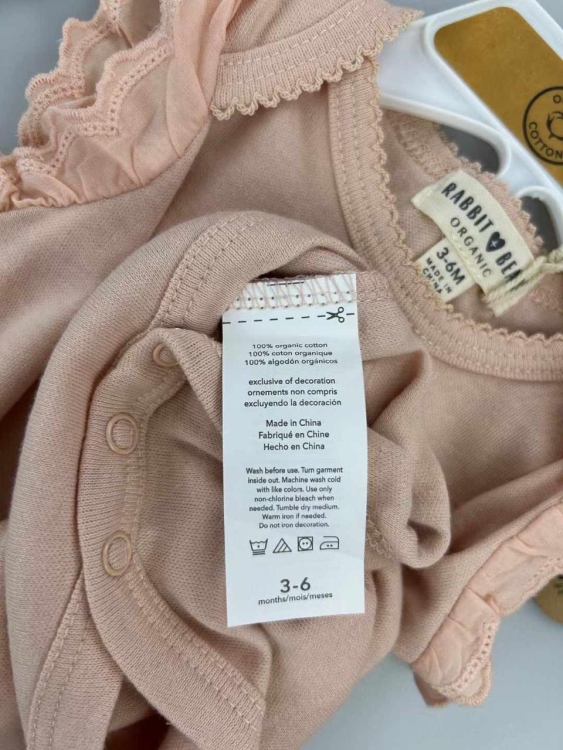 COTTON
RABBIT BEAR
ORGANIC
3-6M
MADE IN
CHINA
100% organic cotton
100% coton organique
100% algodón orgánicos
exclusive of decoration
ornements non compris
excluyendo la decoración
Made in China
Fabriqué en Chine
Hecho en China
Wash before use. Turn garment
inside out. Machine wash cold
with like colors. Use only
non-chlorine bleach when
needed. Tumble dry medium.
Warm iron if needed.
Do not iron decoration.
3-6
months/mois/meses